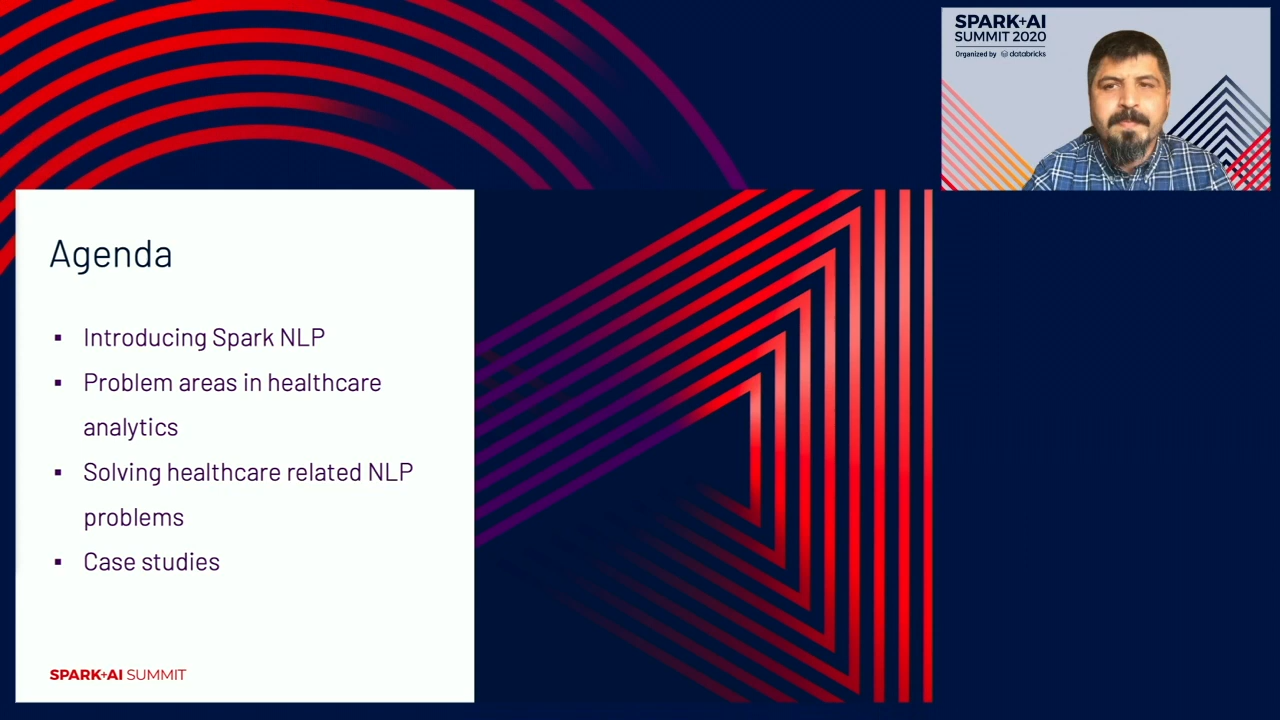 SPARK+AI
SUMMIT 2020
Organized by databricks
Agenda
▪ Introducing Spark NLP
▪ Problem areas in healthcare
analytics
▪ Solving healthcare related NLP
problems
▪ Case studies
SPARK+AI SUMMIT